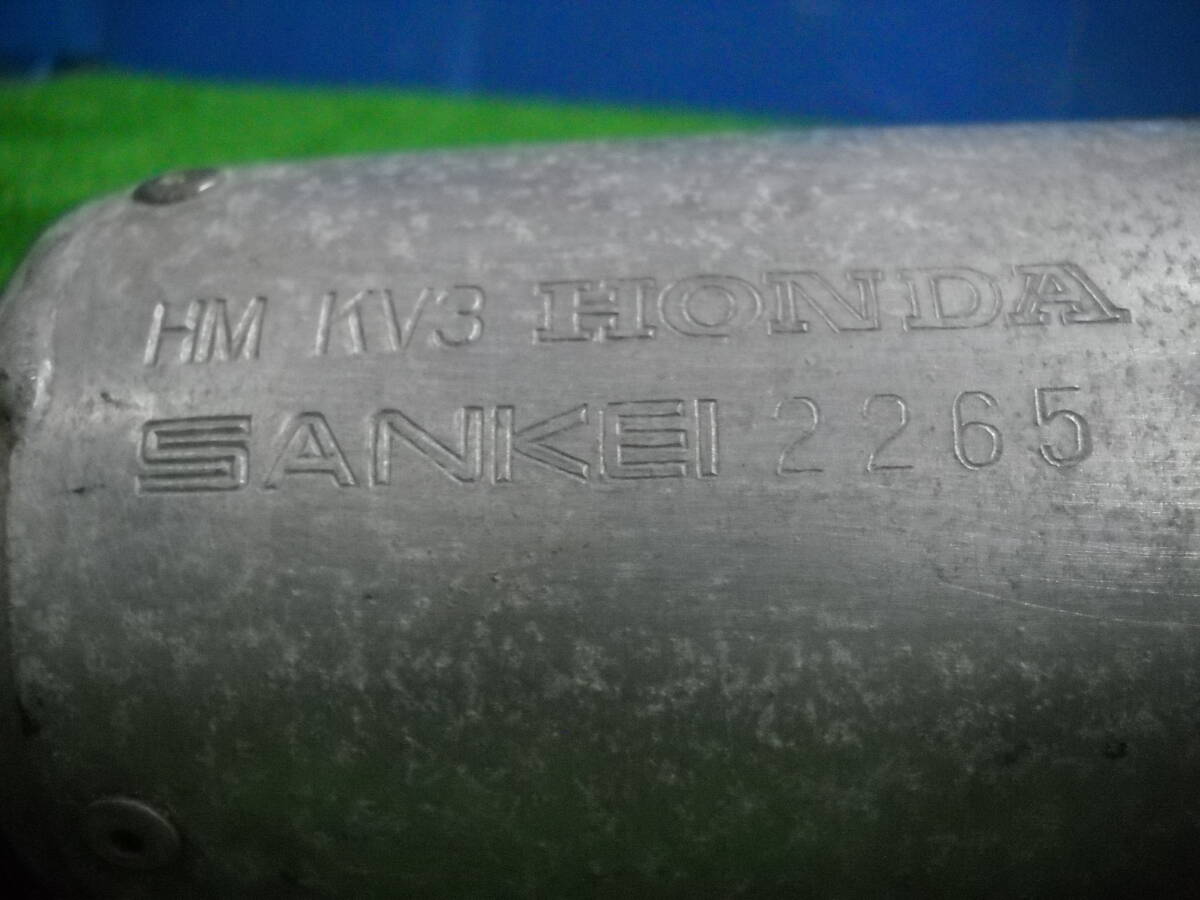 HM KV3 HONDA
SANKEI 2265